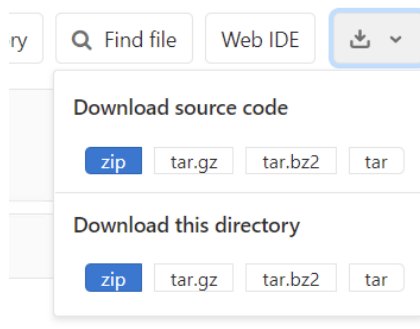 ry Find file Web IDE
Download source code
zip tar.gz tar.bz2 tar
Download this directory
zip tar.gz tar.bz2 tar